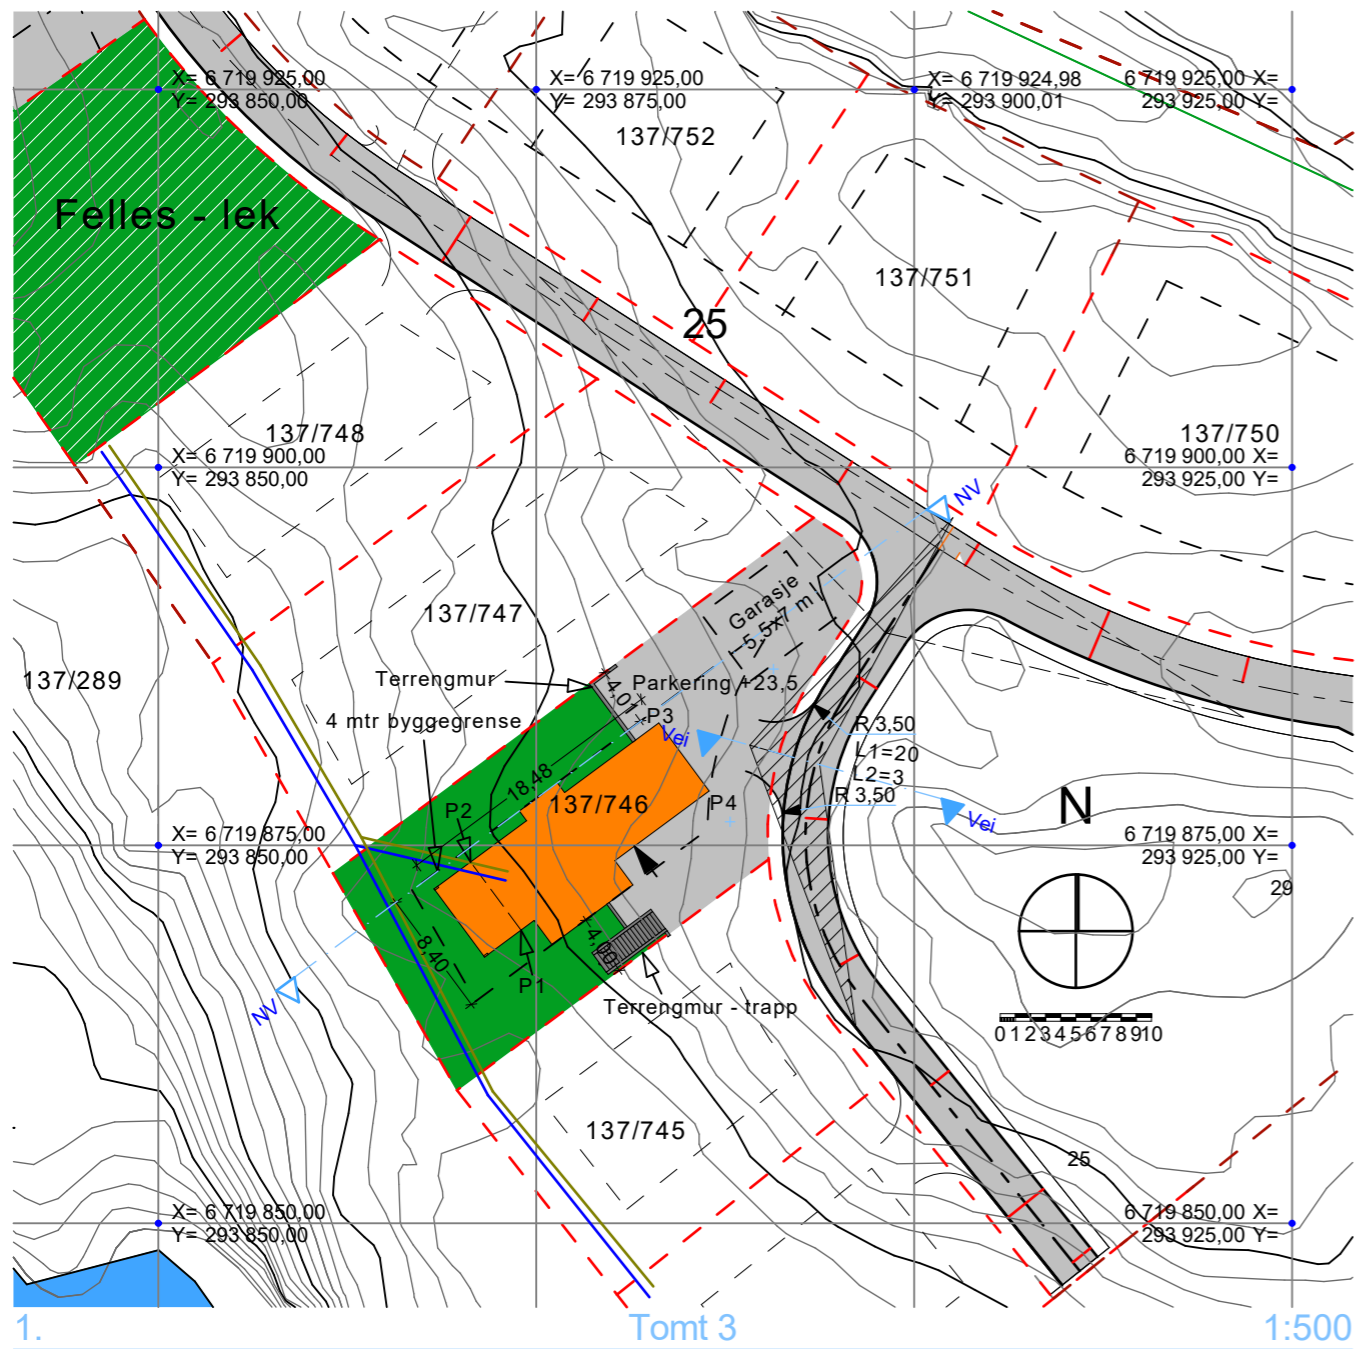 X= 6 719 925,00
Y= 293 850,00
X= 6 719 925,00
Y= 293 875,00
X= 6 719 924,98
Y= 293 900,01
6 719 925,00 X=
293 925,00 Y=
137/752
Felles - lek
137/751
25
137/748
X= 6 719 900,00
Y= 293 850,00
137/750
6 719 900,00 X=
293 925,00 Y=
NV
Garasje
5,5x7 m
137/747
137/289
Terrengmur
4,01
Parkering +23,5
4 mtr byggegrense
P3
Vei
R 3,50
L1=20
L2=3
R 3,50
18,48
137/746
P2
P4
Vei
N
X= 6 719 875,00
Y= 293 850,00
6 719 875,00 X=
293 925,00 Y=
29
8,40
4,00
P1
NV
Terrengmur - trapp
0 1 2 3 4 5 6 7 8 9 10
137/745
25
X= 6 719 850,00
Y= 293 850,00
6 719 850,00 X=
293 925,00 Y=
1.
Tomt 3
1:500